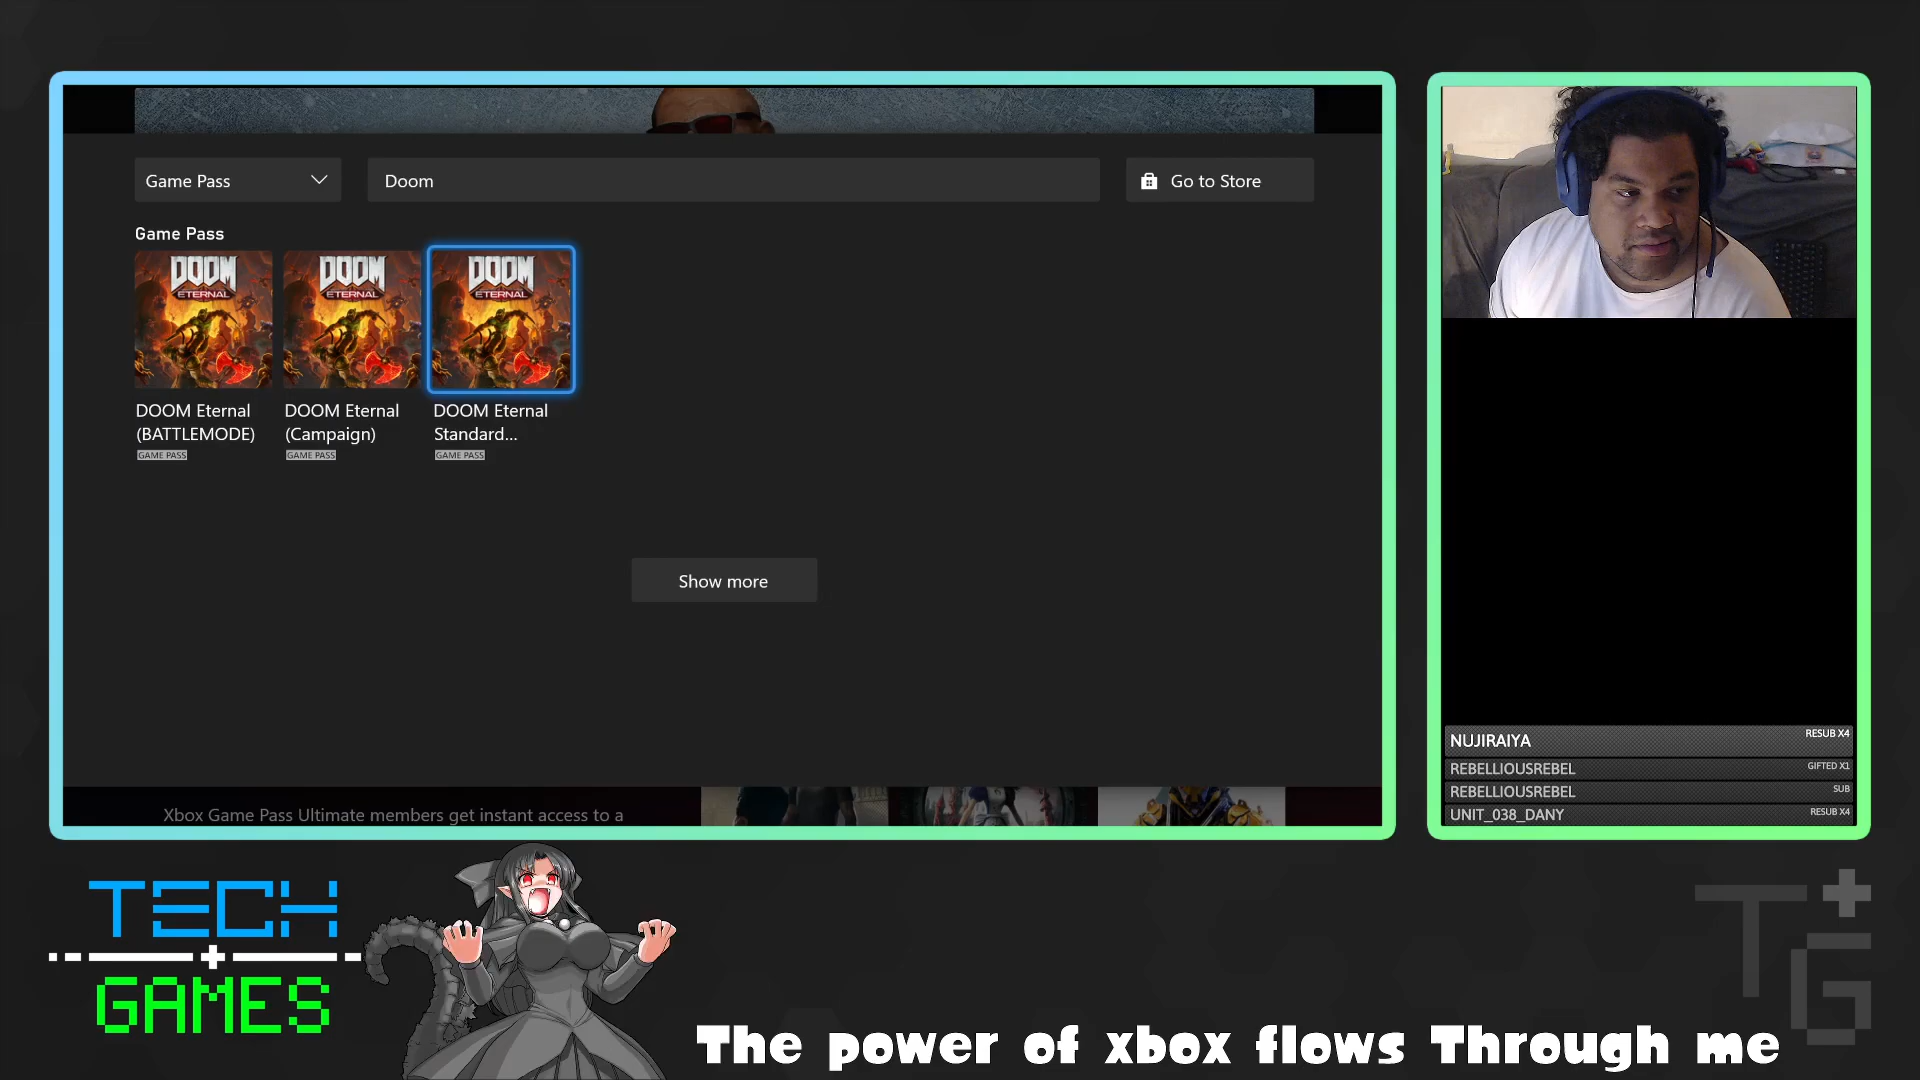 Game Pass
Doom
Go to Store
Game Pass
DOOM ETERNAL
DOOM ETERNAL
DOOM ETERNAL
DOOM Eternal (BATTLEMODE)
GAME PASS
DOOM Eternal (Campaign)
GAME PASS
DOOM Eternal Standard...
GAME PASS
Show more
Xbox Game Pass Ultimate members get instant access to a
NUJIRAIYA RESUB X4
REBELLIOUSREBEL GIFTED X1
REBELLIOUSREBEL SUB
UNIT_038_DANY RESUB X4
TECH
GAMES
The power of xbox flows Through me
T+G